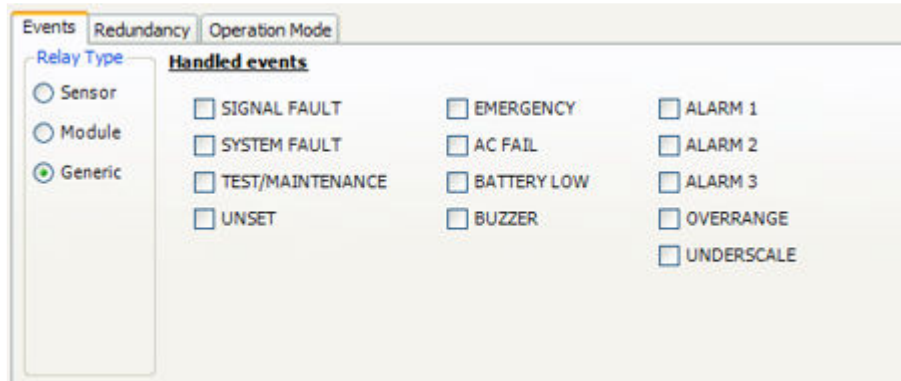 Events Redundancy Operation Mode
Relay Type
Sensor
Module
Generic
Handled events
SIGNAL FAULT
SYSTEM FAULT
TEST/MAINTENANCE
UNSET
EMERGENCY
AC FAIL
BATTERY LOW
BUZZER
ALARM 1
ALARM 2
ALARM 3
OVERRANGE
UNDERSCALE